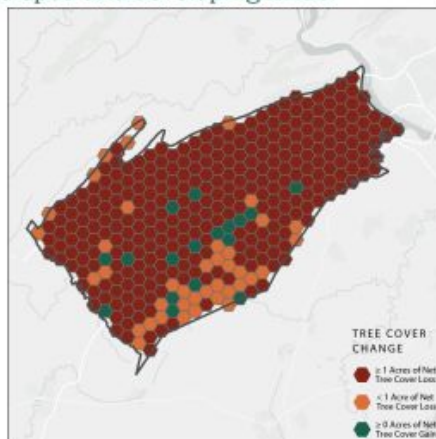 TREE COVER
CHANGE
≥ 1 Acres of Net
Tree Cover Loss
< 1 Acre of Net
Tree Cover Loss
≥ 0 Acres of Net
Tree Cover Gain